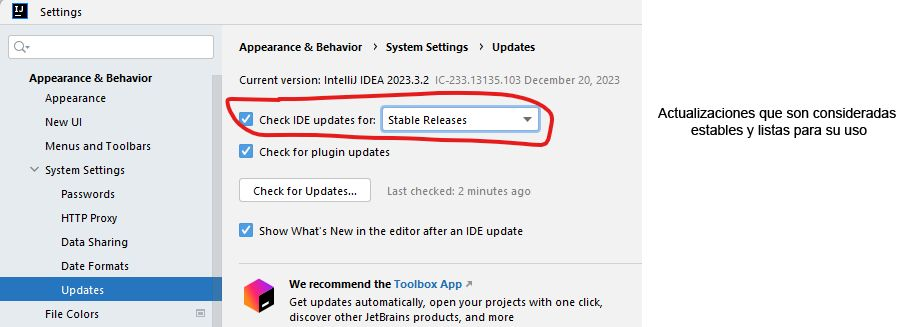 IJ
Settings
Appearance & Behavior
Appearance
New UI
Menus and Toolbars
System Settings
Passwords
HTTP Proxy
Data Sharing
Date Formats
Updates
File Colors
Appearance & Behavior › System Settings › Updates
Current version: IntelliJ IDEA 2023.3.2 IC-233.13135.103 December 20, 2023
Check IDE updates for: Stable Releases
Check for plugin updates
Check for Updates... Last checked: 2 minutes ago
Show What's New in the editor after an IDE update
We recommend the Toolbox App ↗
Get updates automatically, open your projects with one click,
discover other JetBrains products, and more
Actualizaciones que son consideradas
estables y listas para su uso